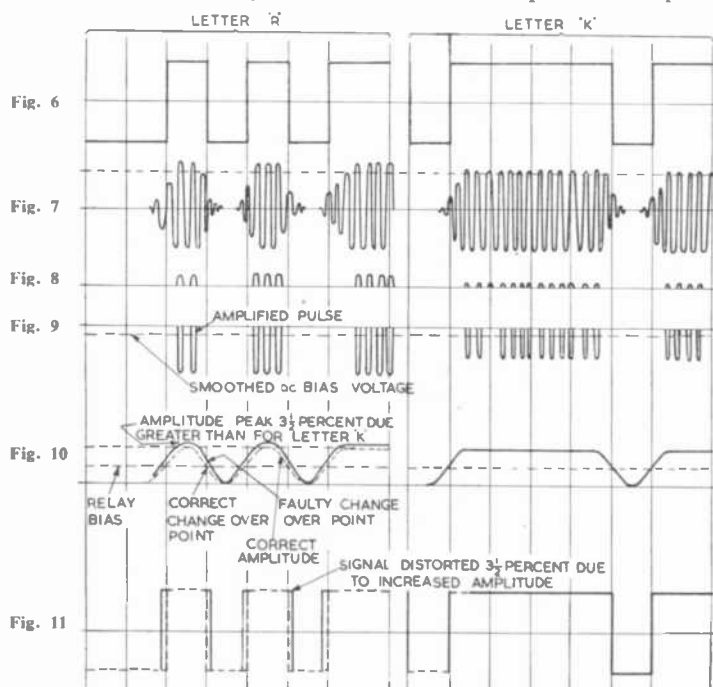 LETTER "R"
LETTER "K"
Fig. 6
Fig. 7
Fig. 8
Fig. 9
AMPLIFIED PULSE
SMOOTHED DC BIAS VOLTAGE
Fig. 10
AMPLITUDE PEAK 3½ PERCENT DUE
GREATER THAN FOR LETTER "K"
RELAY
BIAS
CORRECT
CHANGE OVER
POINT
FAULTY CHANGE
OVER POINT
CORRECT
AMPLITUDE
SIGNAL DISTORTED 3½ PERCENT DUE
TO INCREASED AMPLITUDE
Fig. 11